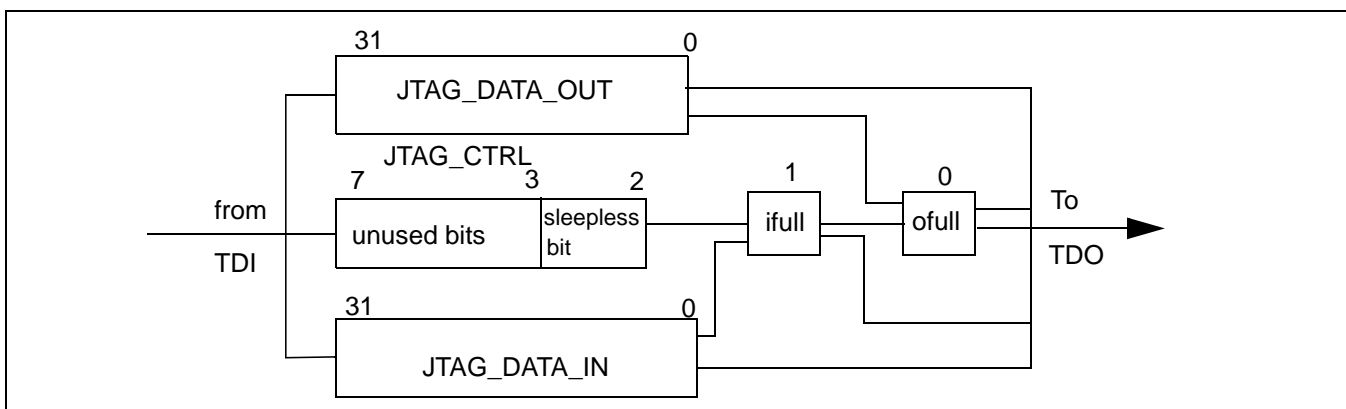 31 0
JTAG_DATA_OUT
JTAG_CTRL
7 3 2 1 0
from
TDI
unused bits
sleepless
bit
ifull
ofull
To
TDO
31 0
JTAG_DATA_IN